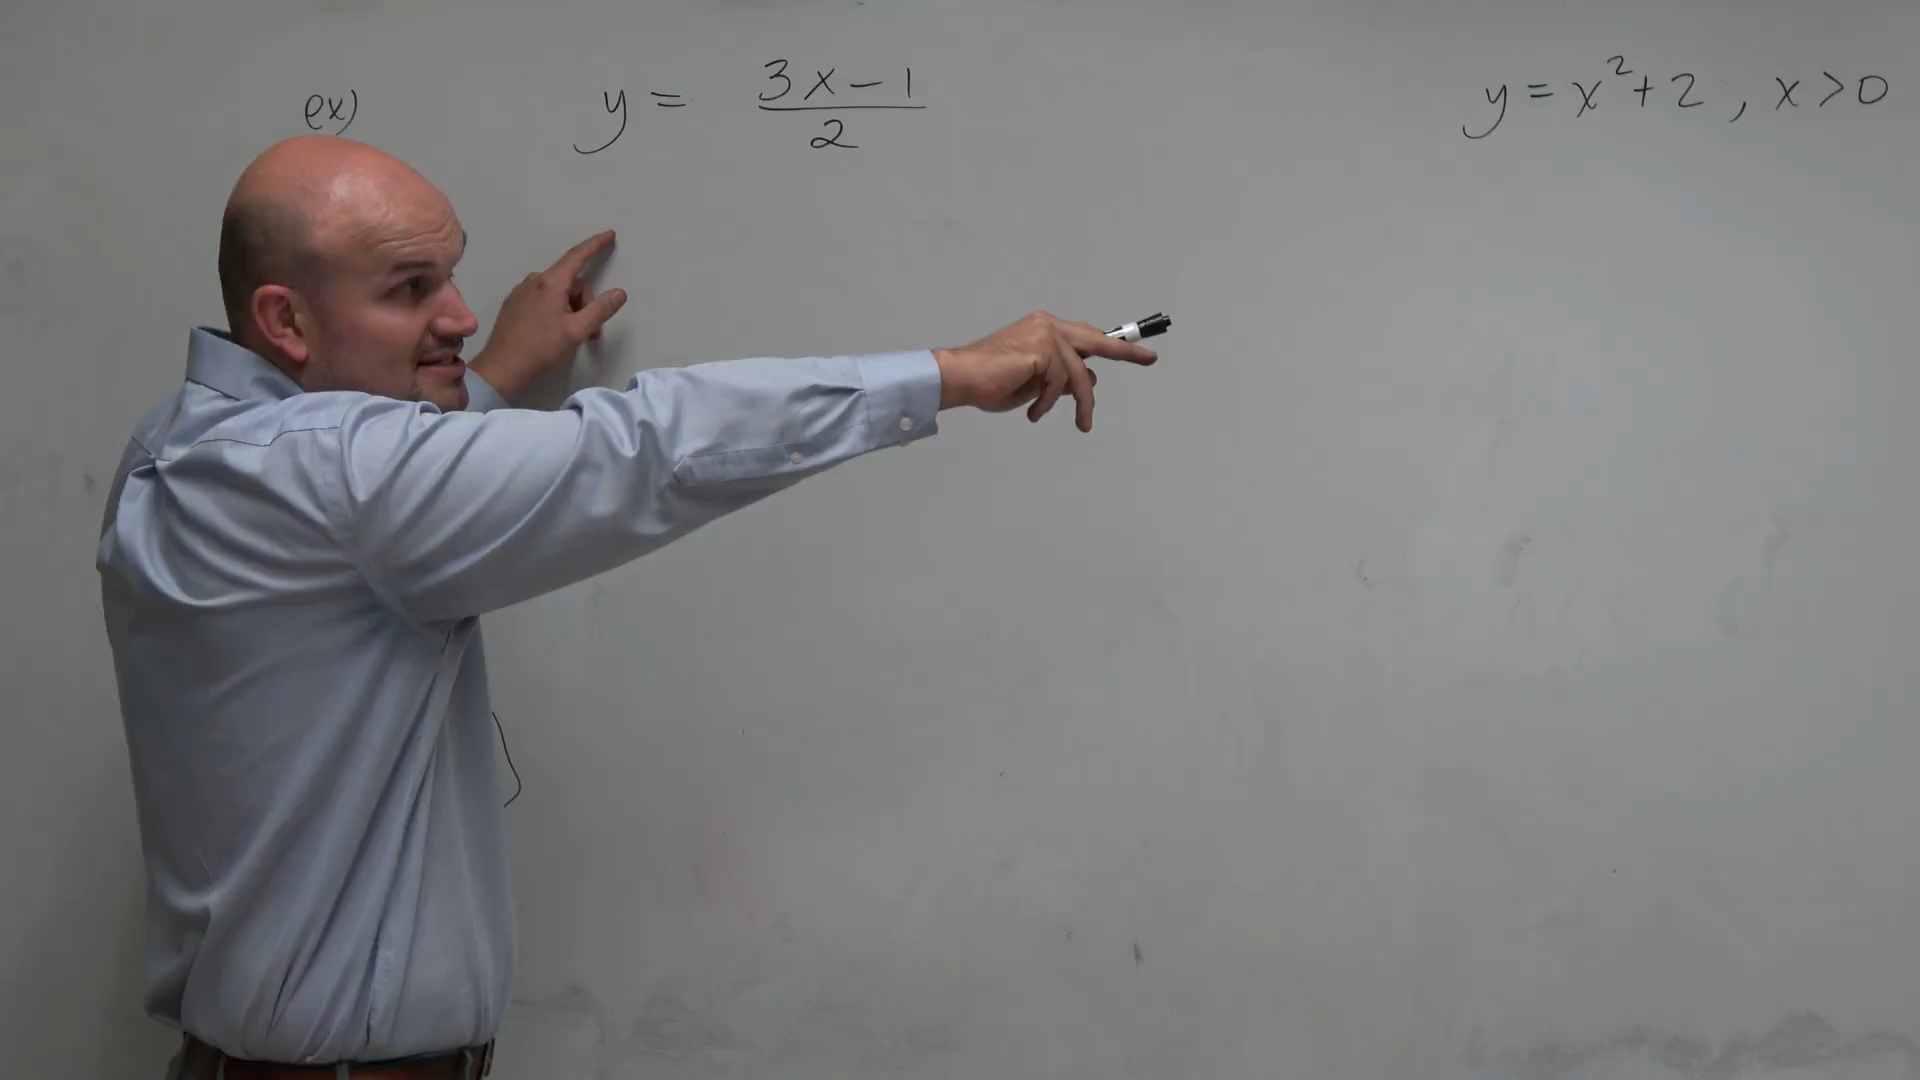 ex) y = (3x-1)/2
y = x²+2, x>0